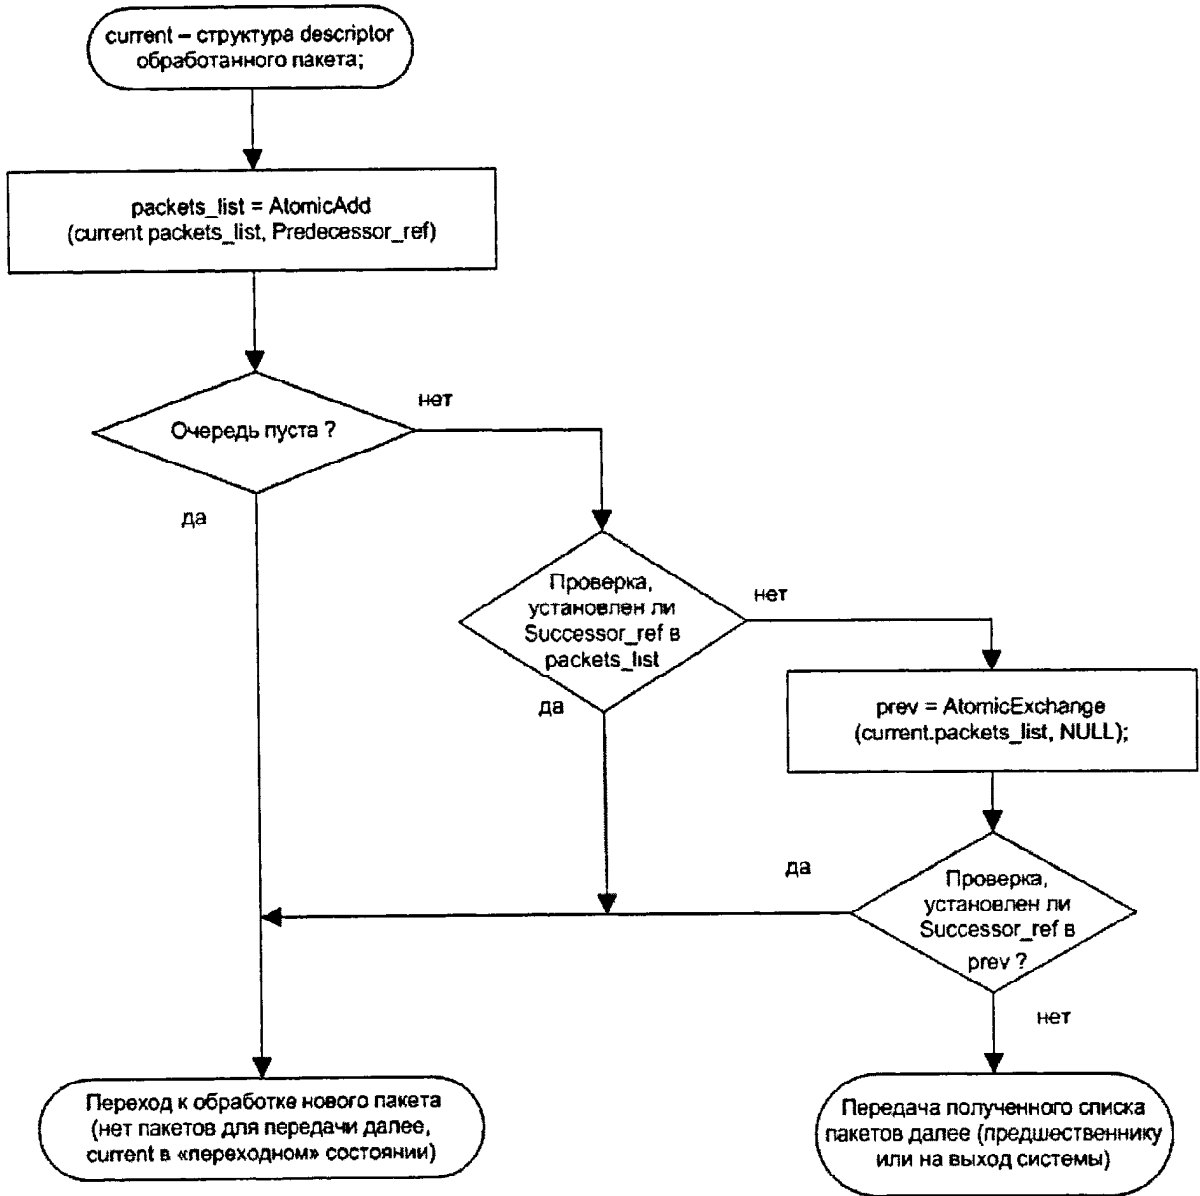 current – структура descriptor
обработанного пакета;
packets_list = AtomicAdd
(current packets_list, Predecessor_ref)
Очередь пуста ?
нет
да
Проверка,
установлен ли
Successor_ref в
packets_list
нет
да
prev = AtomicExchange
(current.packets_list, NULL);
да
Проверка,
установлен ли
Successor_ref в
prev ?
нет
Переход к обработке нового пакета
(нет пакетов для передачи далее,
current в «переходном» состоянии)
Передача полученного списка
пакетов далее (предшественнику
или на выход системы)